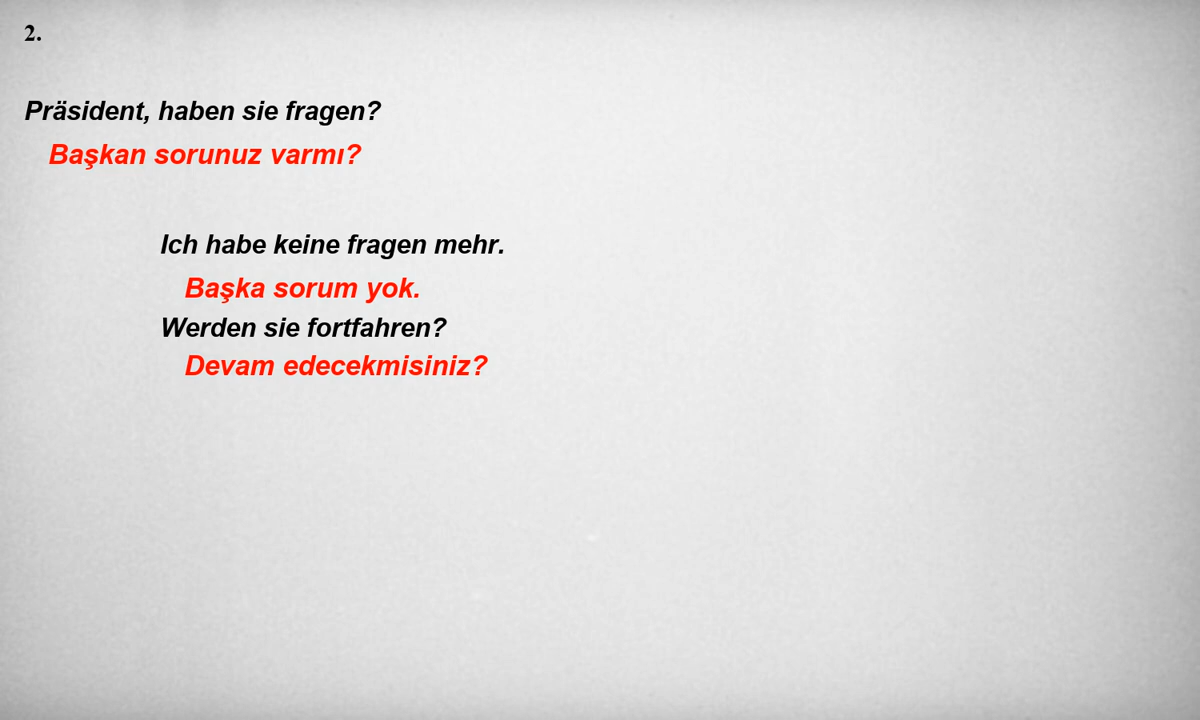 2.
Präsident, haben sie fragen?
Başkan sorunuz varmı?
Ich habe keine fragen mehr.
Başka sorum yok.
Werden sie fortfahren?
Devam edecekmisiniz?